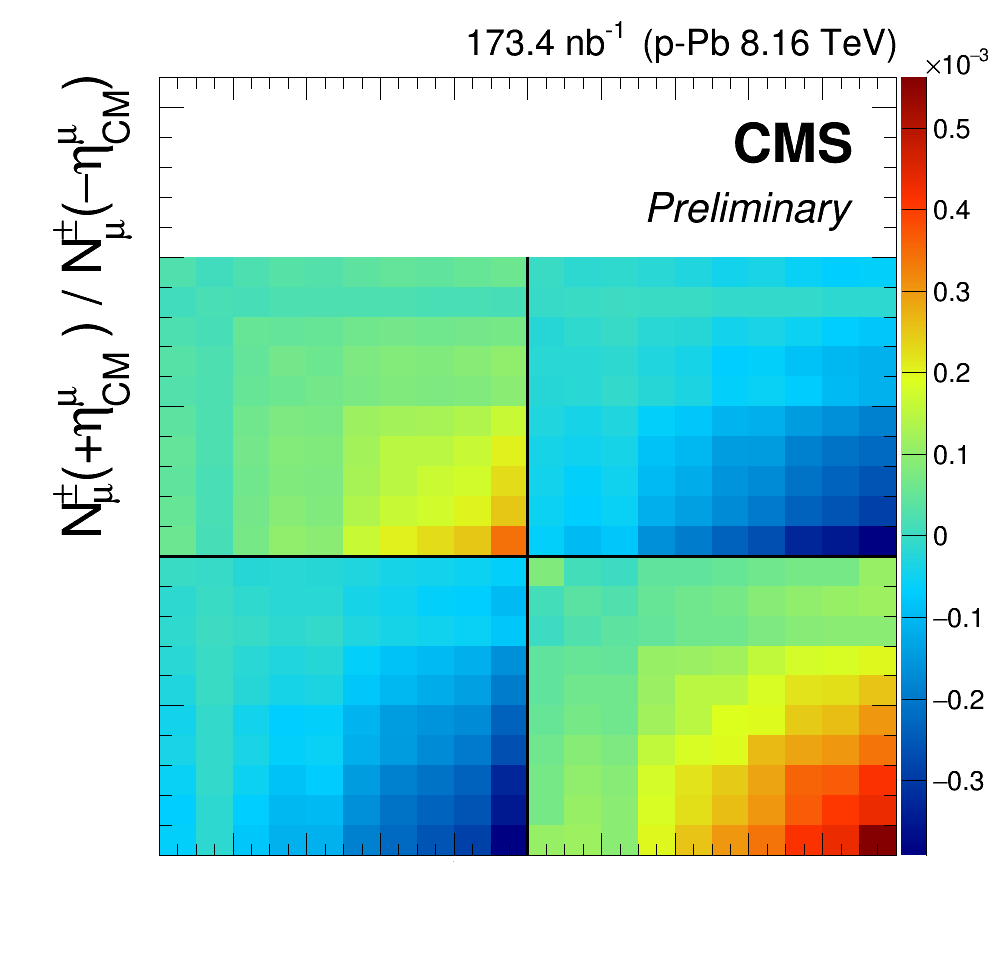 173.4 nb⁻¹ (p-Pb 8.16 TeV)
×10⁻³
CMS
Preliminary
N^±_μ(+η^μ_CM) / N^±_μ(−η^μ_CM)
0.5
0.4
0.3
0.2
0.1
0
−0.1
−0.2
−0.3